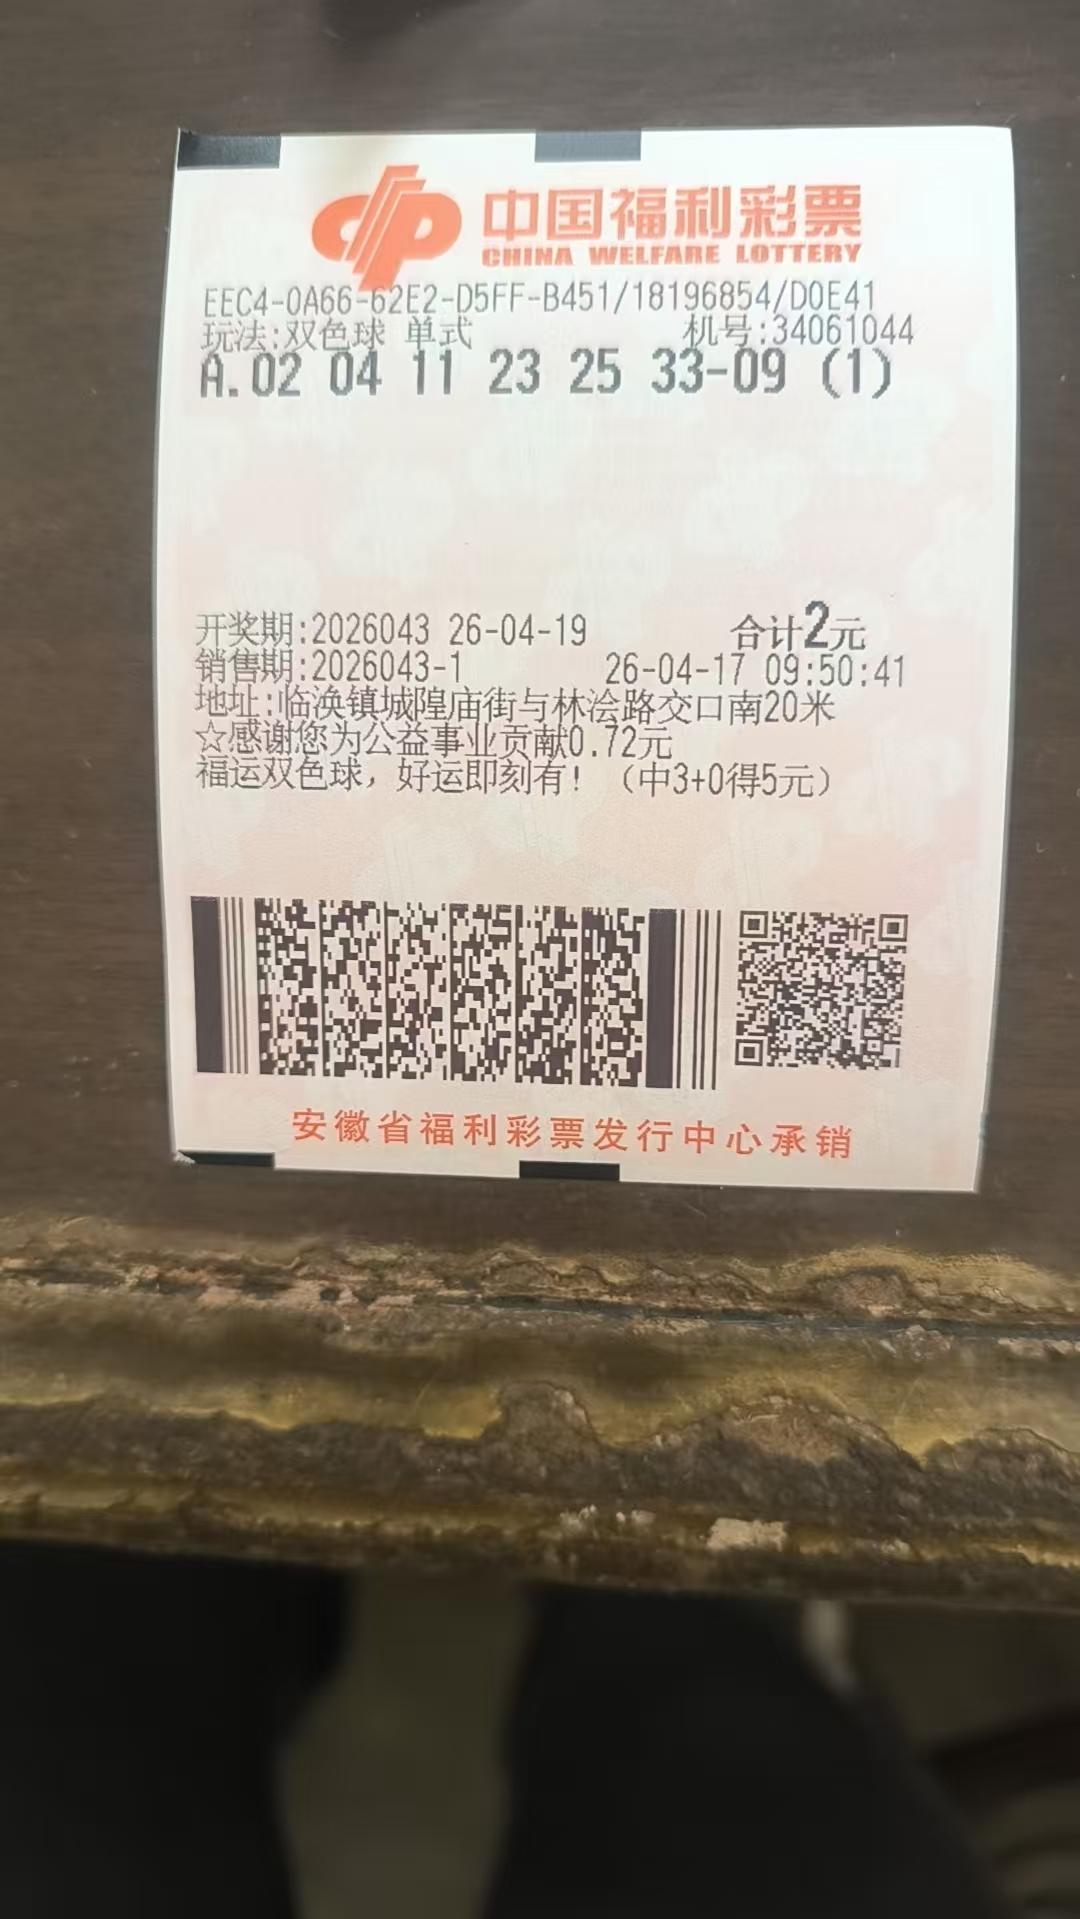 中国福利彩票
CHINA WELFARE LOTTERY
EEC4-0A66-62E2-D5FF-B451/18196854/D0E41
玩法:双色球 单式 机号:34061044
A.02 04 11 23 25 33-09 (1)
开奖期:2026043 26-04-19 合计2元
销售期:2026043-1 26-04-17 09:50:41
地址:临涣镇城隍庙街与林浍路交口南20米
☆感谢您为公益事业贡献0.72元
福运双色球，好运即刻有！（中3+0得5元）
安徽省福利彩票发行中心承销